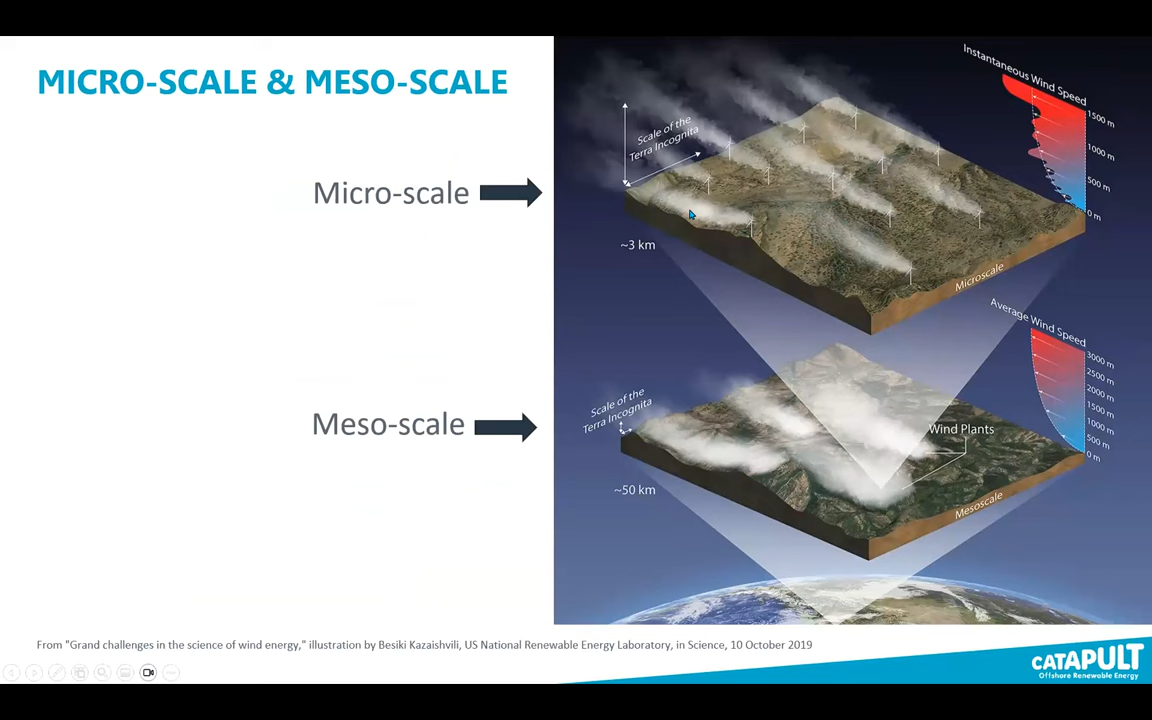 MICRO-SCALE & MESO-SCALE
Micro-scale
Meso-scale
Scale of the
Terra Incognita
~3 km
Microscale
Instantaneous Wind Speed
1500 m
1000 m
500 m
0 m
Scale of the
Terra Incognita
~50 km
Wind Plants
Mesoscale
Average Wind Speed
3000 m
2500 m
2000 m
1500 m
1000 m
500 m
0 m
From "Grand challenges in the science of wind energy," illustration by Besiki Kazaishvili, US National Renewable Energy Laboratory, in Science, 10 October 2019
CATAPULT
Offshore Renewable Energy